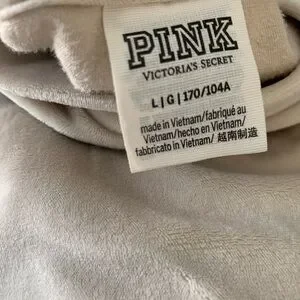 PINK
VICTORIA'S SECRET
L | G | 170/104A
made in Vietnam/fabriqué au
Vietnam/hecho en Vietnam/
fabbricato in Vietnam/ 越南制造